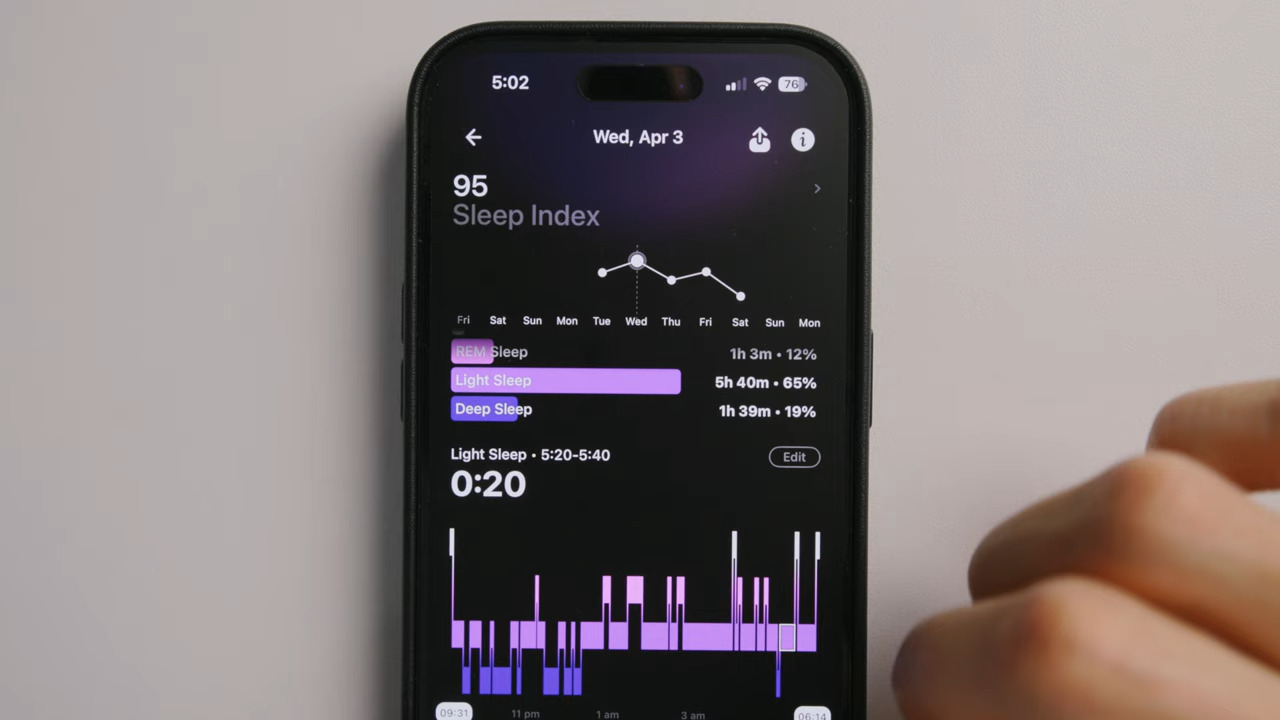 5:02
76
Wed, Apr 3
95
Sleep Index
Fri Sat Sun Mon Tue Wed Thu Fri Sat Sun Mon
REM Sleep 1h 3m • 12%
Light Sleep 5h 40m • 65%
Deep Sleep 1h 39m • 19%
Light Sleep • 5:20-5:40 Edit
0:20
09:31 11 pm 1 am 3 am 06:14